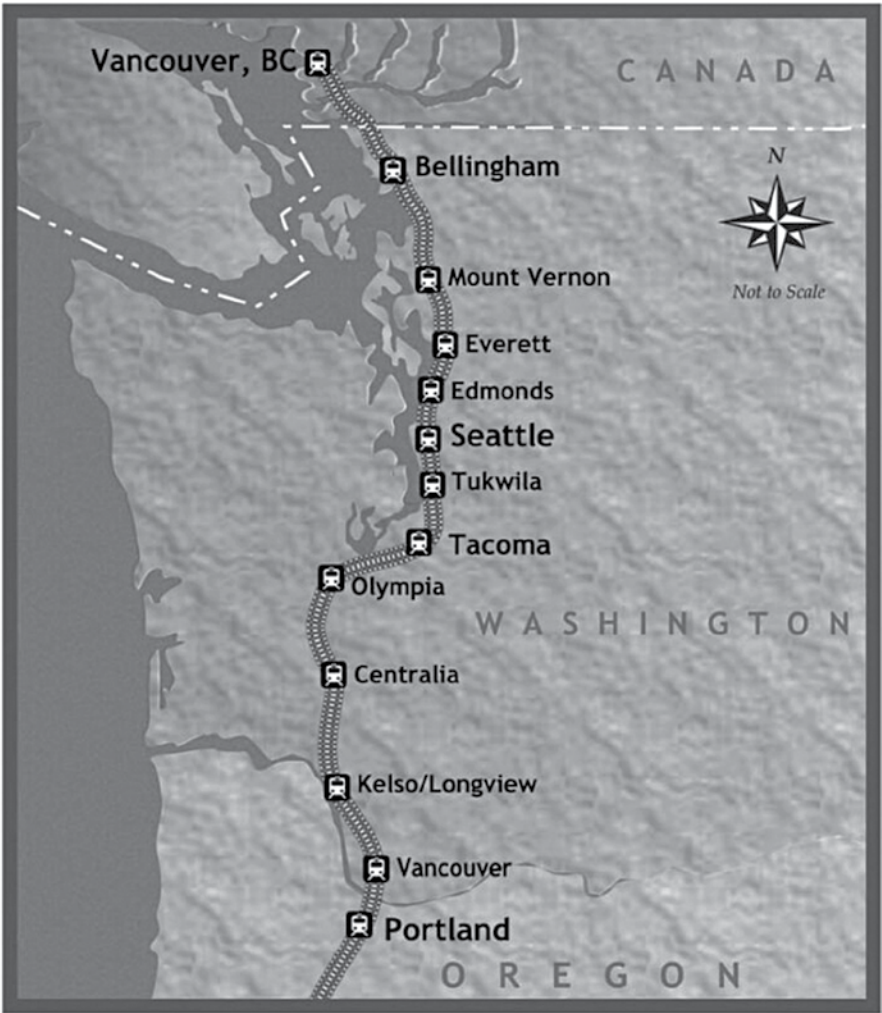 Vancouver, BC
CANADA
N
Bellingham
Mount Vernon
Not to Scale
Everett
Edmonds
Seattle
Tukwila
Tacoma
Olympia
WASHINGTON
Centralia
Kelso/Longview
Vancouver
Portland
OREGON